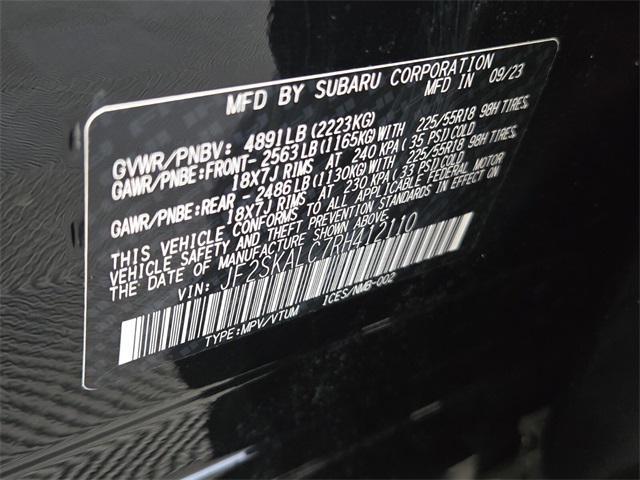 MFD BY SUBARU CORPORATION
MFD IN 09/23
GVWR/PNBV: 4891LB(2223KG)
GAWR/PNBE:FRONT-2563LB(1165KG)WITH 225/55R18 98H TIRES,
18x7J RIMS AT 240 KPA(35 PSI)COLD
GAWR/PNBE:REAR -2486LB(1130KG)WITH 225/55R18 98H TIRES,
18x7J RIMS AT 230 KPA(33 PSI)COLD.
THIS VEHICLE CONFORMS TO ALL APPLICABLE FEDERAL MOTOR
VEHICLE SAFETY AND THEFT PREVENTION STANDARDS IN EFFECT ON
THE DATE OF MANUFACTURE SHOWN ABOVE.
VIN: JF2SKALC7RH412110
TYPE:MPV/VTUM ICES/NMB-002